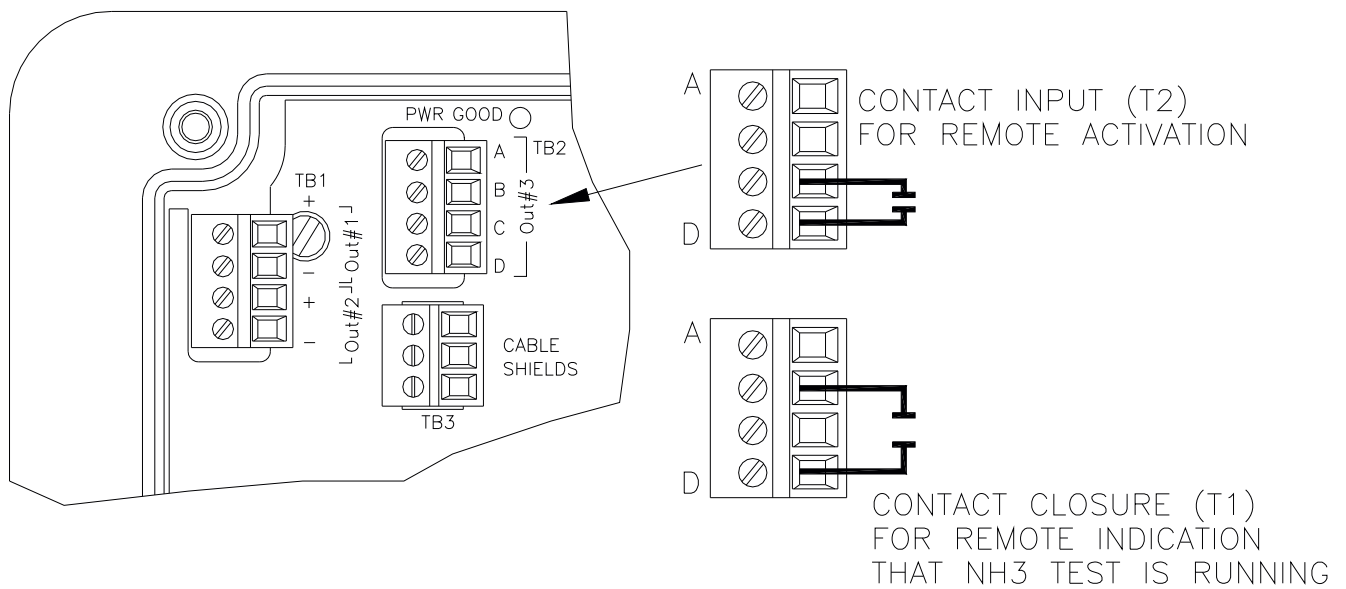 PWR GOOD
TB2
A
B
C
D
Out#3
TB1
+
–
+
–
Out#1
Out#2
CABLE
SHIELDS
TB3
A
D
CONTACT INPUT (T2)
FOR REMOTE ACTIVATION
A
D
CONTACT CLOSURE (T1)
FOR REMOTE INDICATION
THAT NH3 TEST IS RUNNING